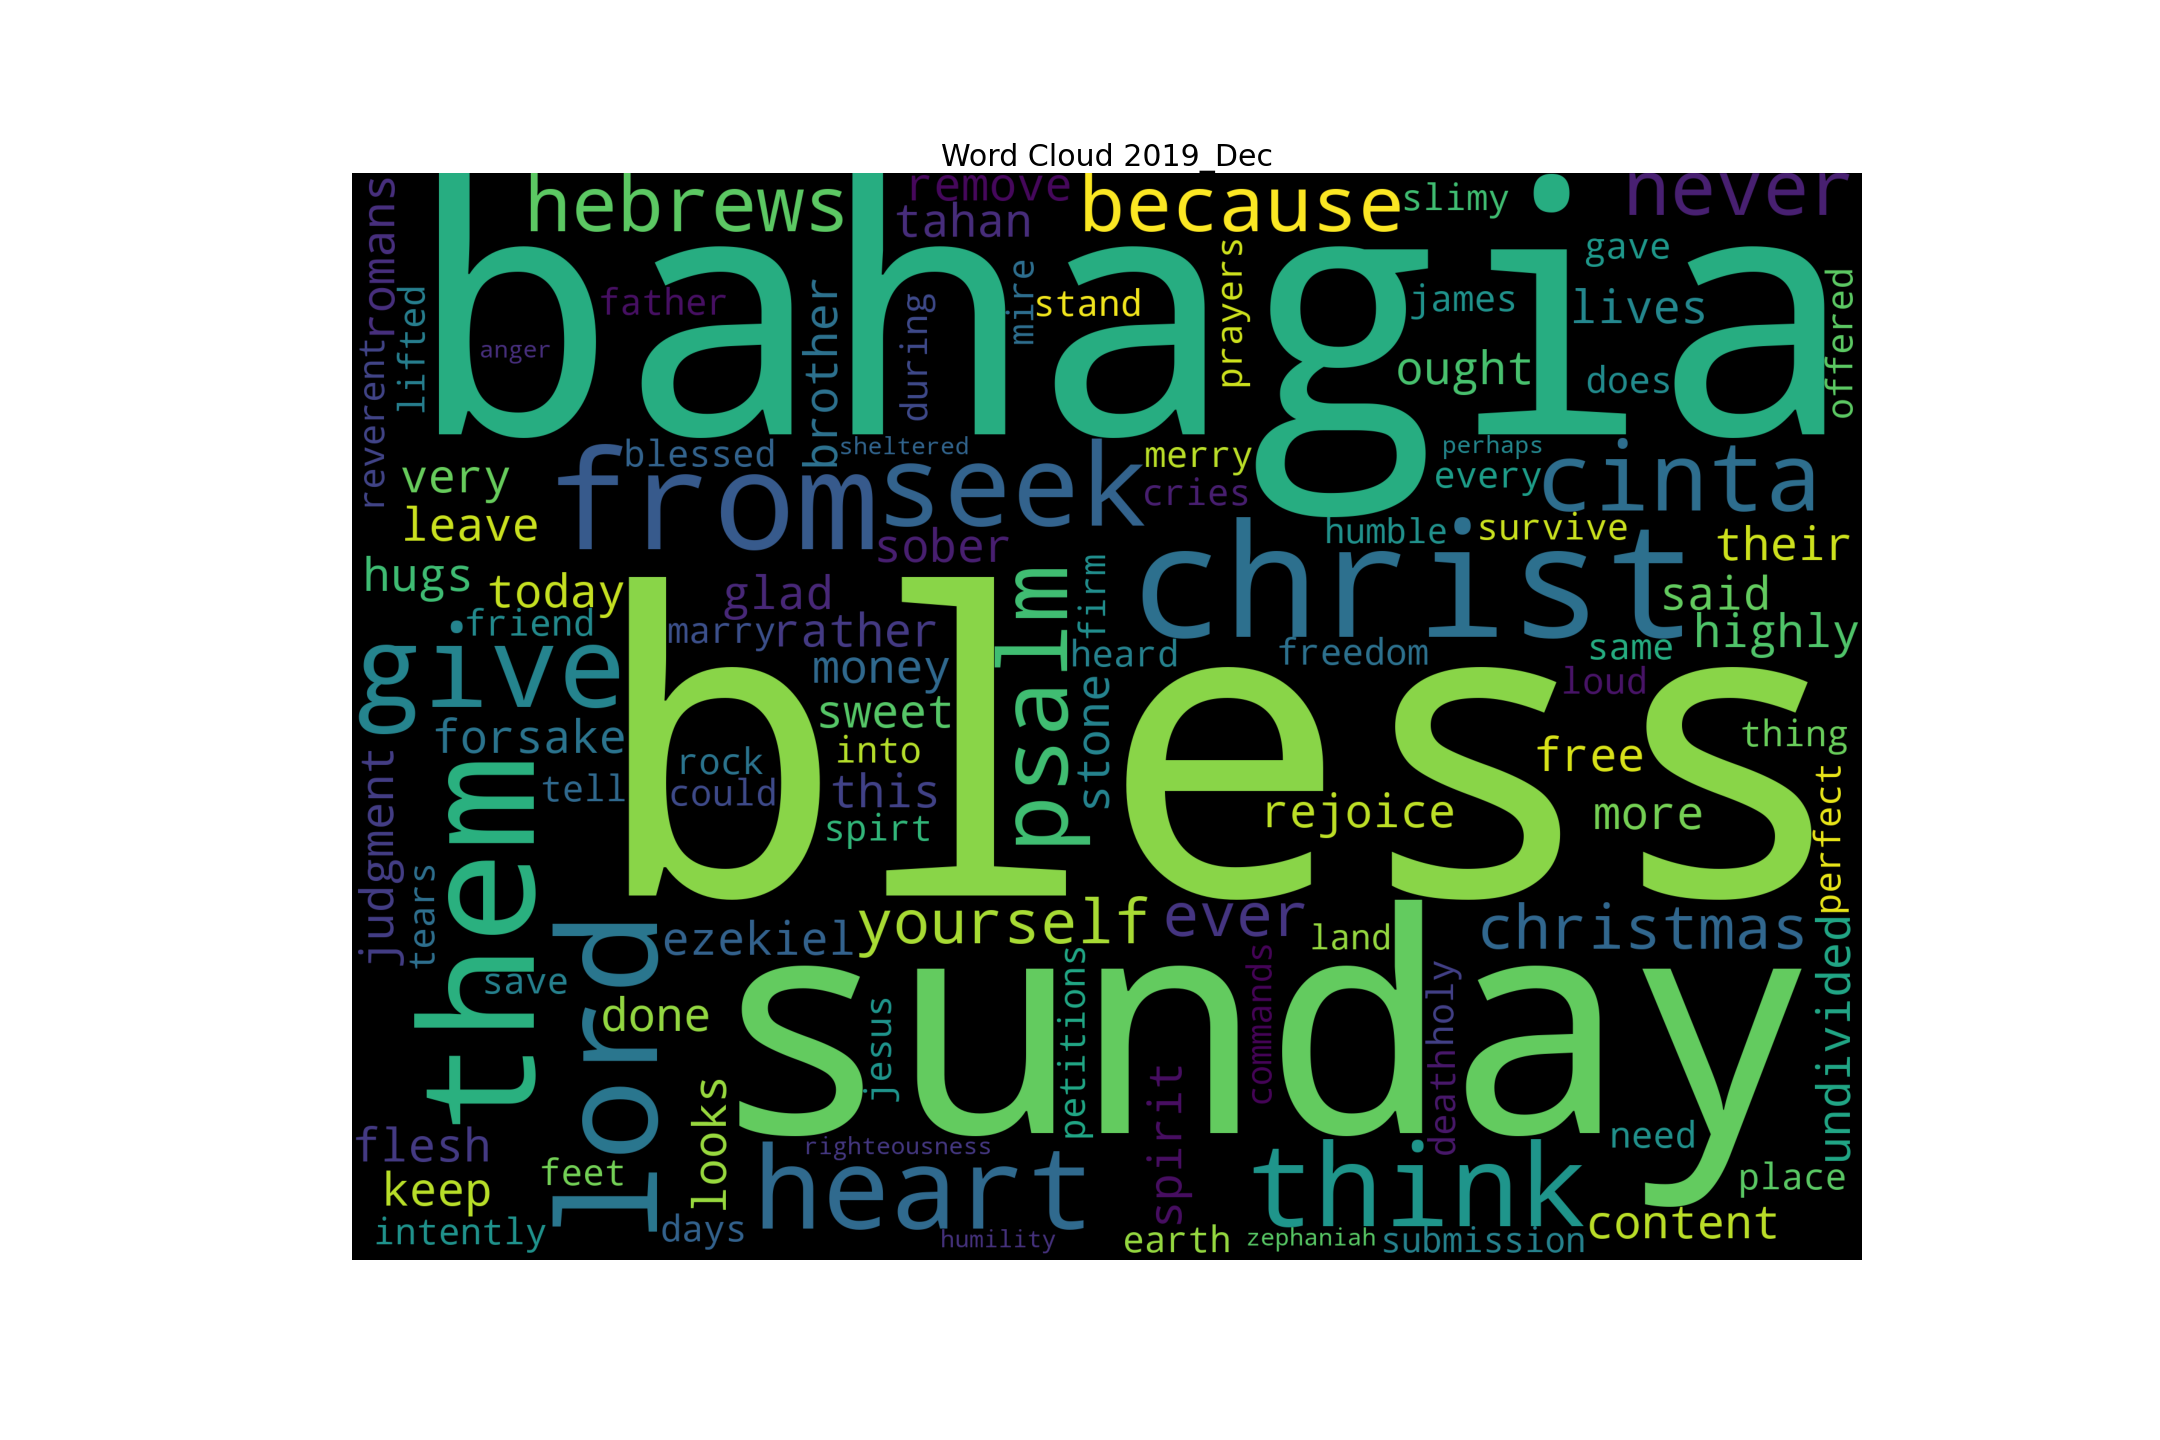 Word Cloud 2019_Dec
hebrews
remove
because
slimy
never
romans
tahan
bahagia
gave
prayers
mire
lifted
father
brother
during
stand
james
lives
offered
anger
reverent
ought
does
blessed
sheltered
merry
perhaps
very
from
seek
cries
every
cinta
leave
sober
humble
survive
their
hugs
today
glad
psalm
firm
christ
said
friend
marry
rather
heard
freedom
same
highly
give
money
loud
forsake
sweet
stone
bless
thing
into
rock
free
tell
could
this
rejoice
more
perfect
judgment
them
spirt
tears
lord
ezekiel
yourself
ever
land
christmas
undivided
save
done
sunday
jesus
petitions
commands
holy
death
looks
spirit
flesh
righteousness
heart
think
need
feet
keep
place
intently
days
humility
earth
zephaniah
submission
content